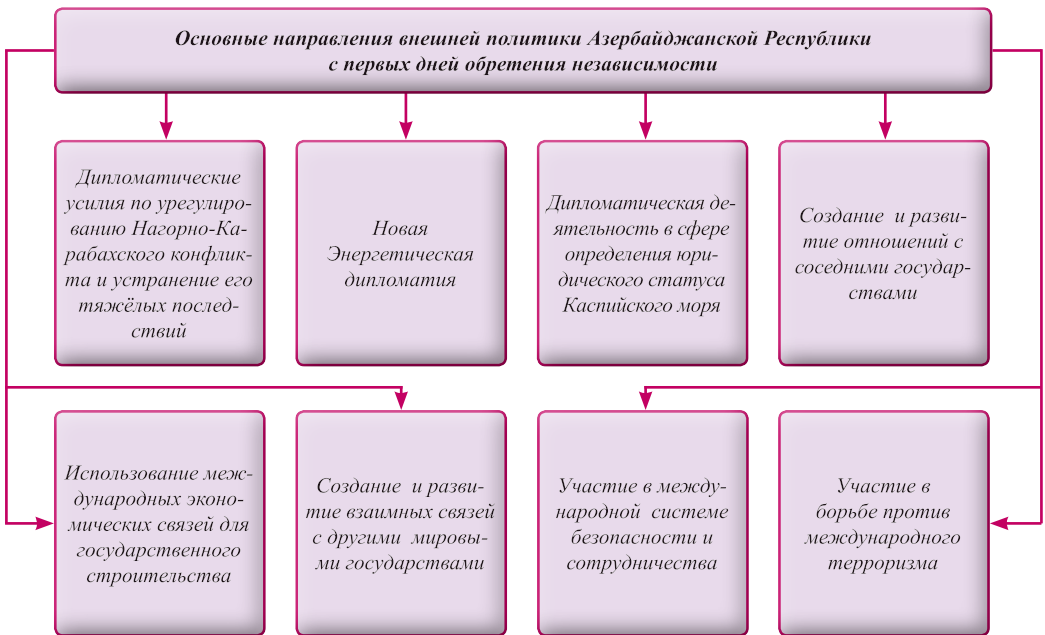 Основные направления внешней политики Азербайджанской Республики
с первых дней обретения независимости
Дипломатические
усилия по урегулиро-
ванию Нагорно-Ка-
рабахского конфлик-
та и устранение его
тяжёлых послед-
ствий
Новая
Энергетическая
дипломатия
Дипломатическая де-
ятельность в сфере
определения юри-
дического статуса
Каспийского моря
Создание и разви-
тие отношений с
соседними государ-
ствами
Использование меж-
дународных эконо-
мических связей для
государственного
строительства
Создание и разви-
тие взаимных связей
с другими мировы-
ми государствами
Участие в между-
народной системе
безопасности и
сотрудничества
Участие в
борьбе против
международного
терроризма